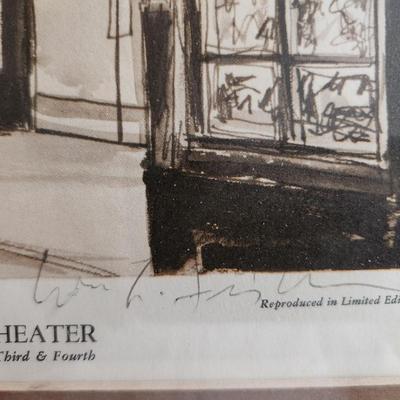 Reproduced in Limited Edi
HEATER
Third & Fourth